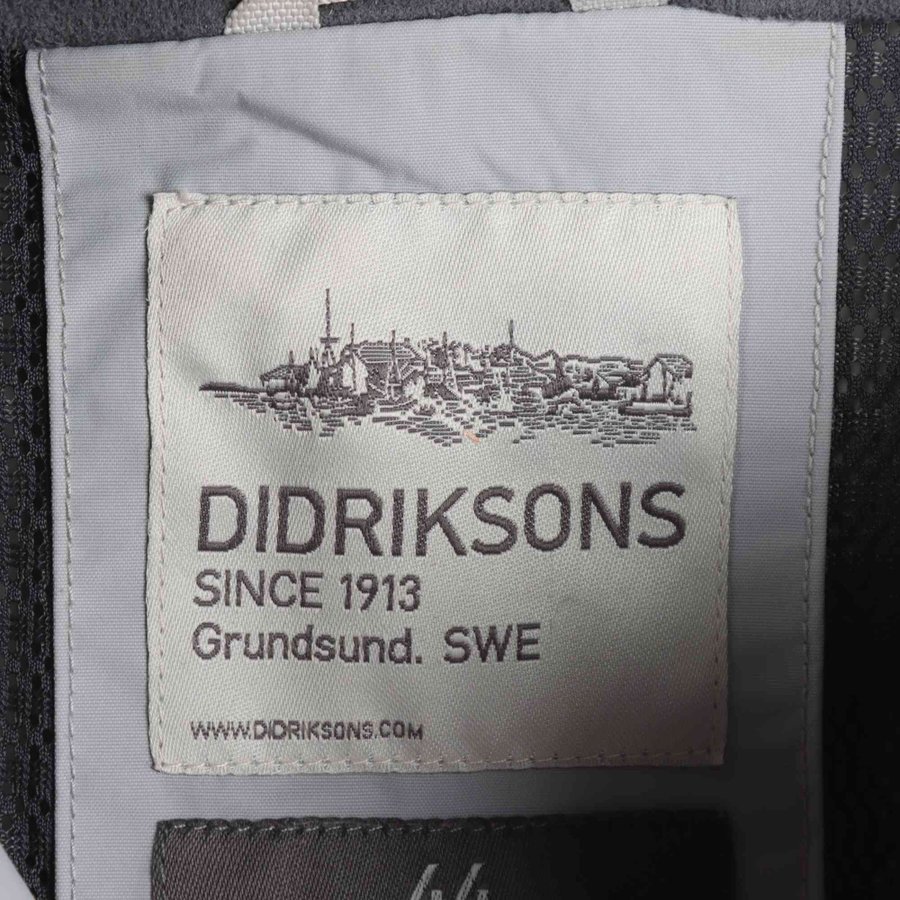 DIDRIKSONS
SINCE 1913
Grundsund. SWE
WWW.DIDRIKSONS.COM